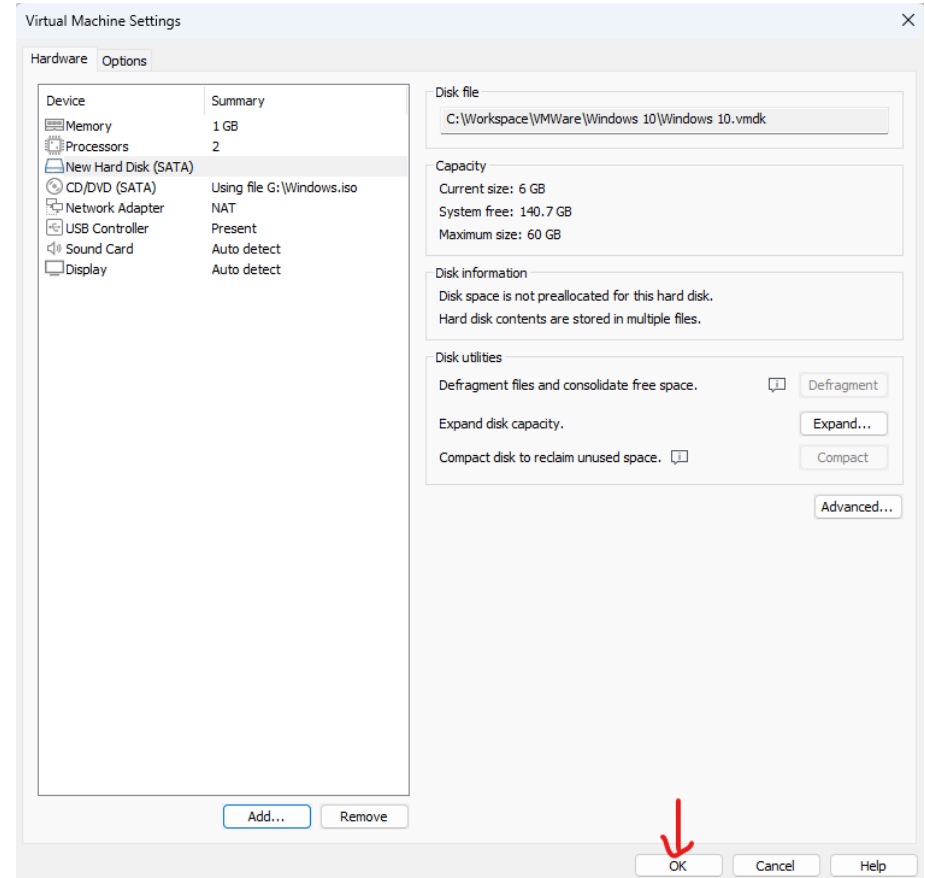 Virtual Machine Settings
Hardware Options
Device Summary
Memory 1 GB
Processors 2
New Hard Disk (SATA)
CD/DVD (SATA) Using file G:\Windows.iso
Network Adapter NAT
USB Controller Present
Sound Card Auto detect
Display Auto detect
Add... Remove
Disk file
C:\Workspace\VMWare\Windows 10\Windows 10.vmdk
Capacity
Current size: 6 GB
System free: 140.7 GB
Maximum size: 60 GB
Disk information
Disk space is not preallocated for this hard disk.
Hard disk contents are stored in multiple files.
Disk utilities
Defragment files and consolidate free space. Defragment
Expand disk capacity. Expand...
Compact disk to reclaim unused space. Compact
Advanced...
OK Cancel Help